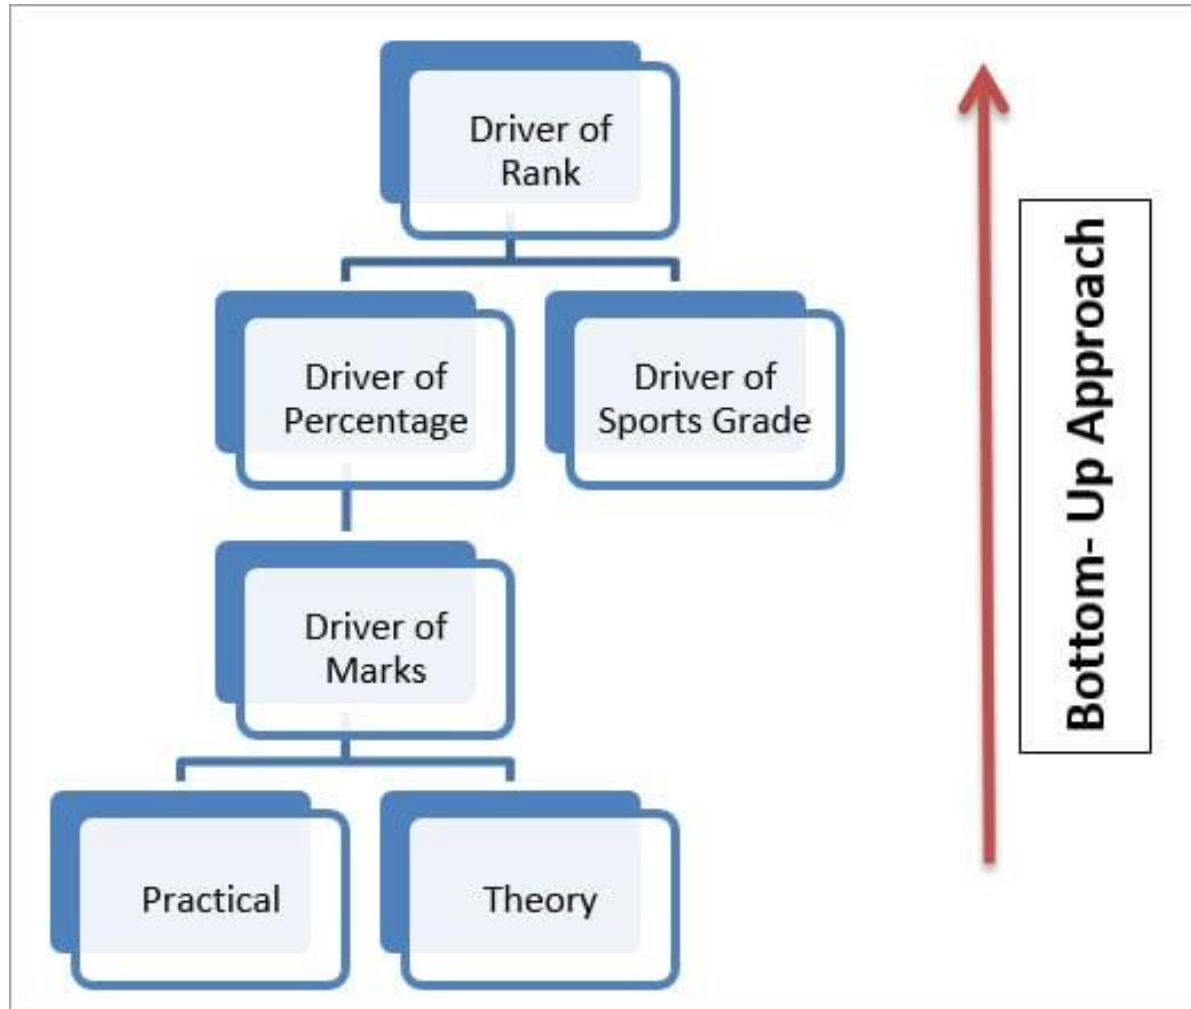 Driver of
Rank
Driver of
Percentage
Driver of
Sports Grade
Driver of
Marks
Practical
Theory
Bottom- Up Approach